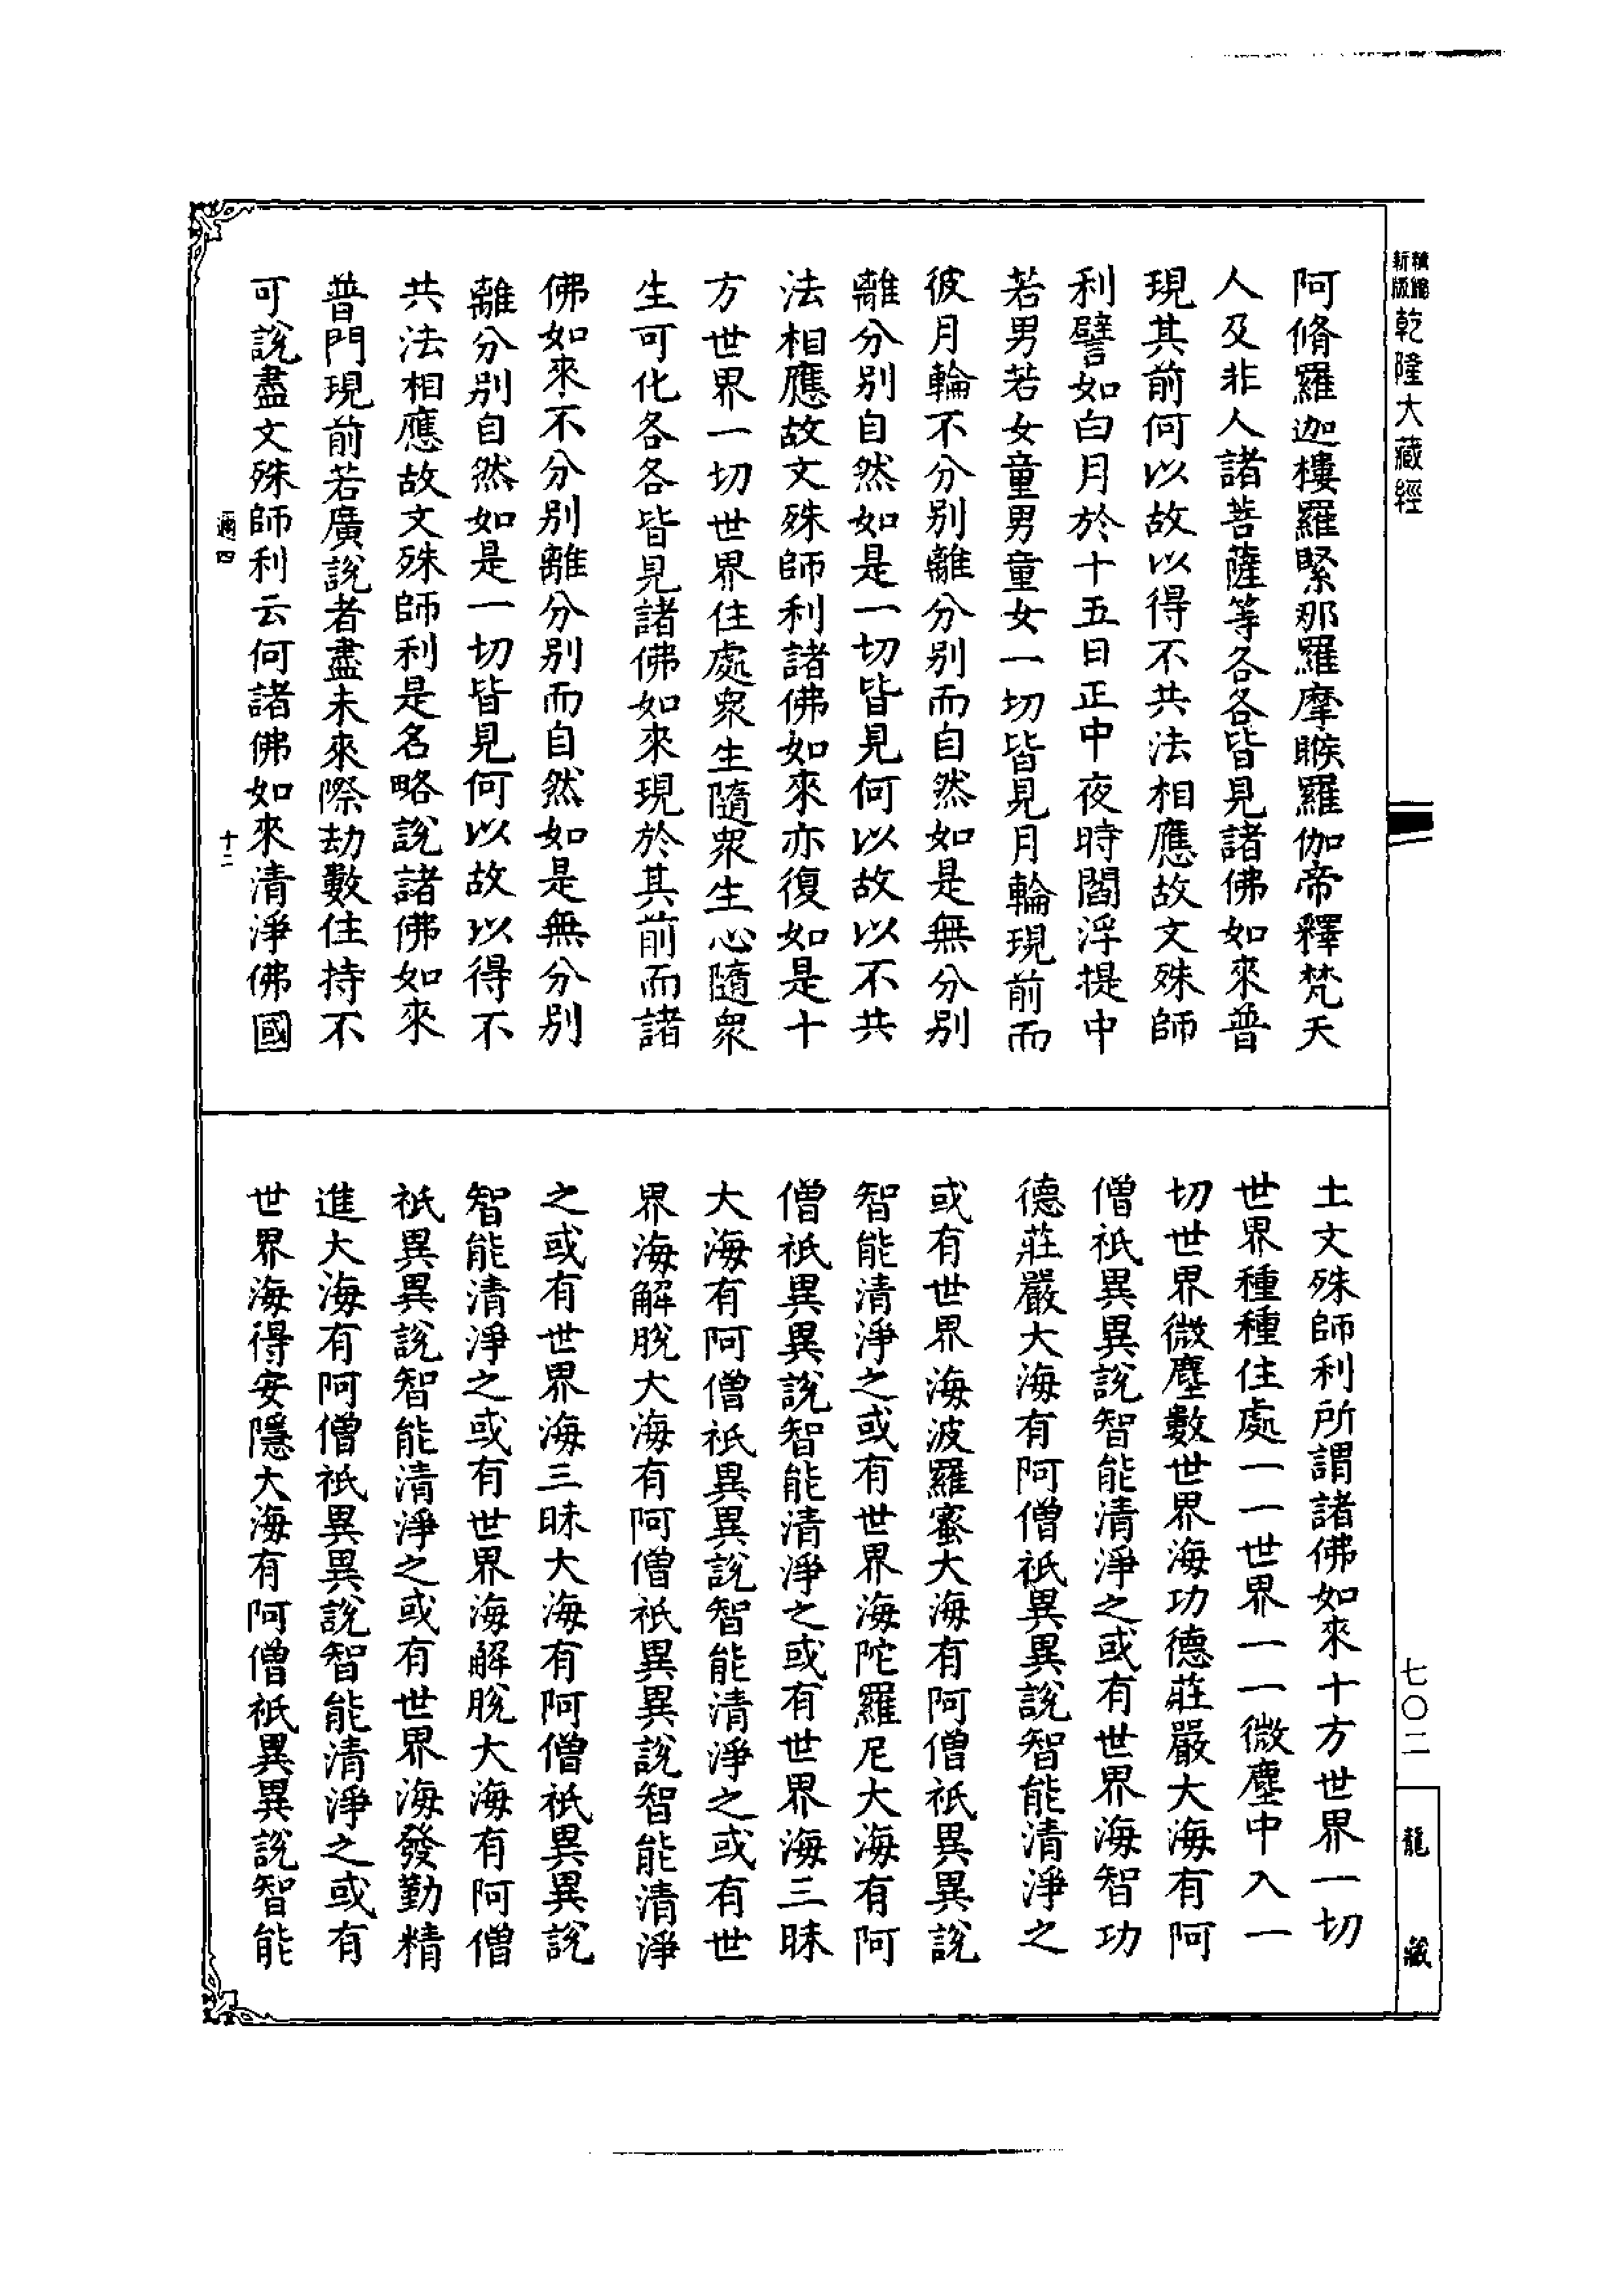 精縮
新版
乾隆大藏經
阿脩羅迦樓羅緊那羅摩睺羅伽帝釋梵天
人及非人諸菩薩等各各皆見諸佛如來普
現其前何以故以得不共法相應故文殊師
利譬如白月於十五日正中夜時閻浮提中
若男若女童男童女一切皆見月輪現前而
彼月輪不分別離分別而自然如是無分別
離分別自然如是一切皆見何以故以不共
法相應故文殊師利諸佛如來亦復如是十
方世界一切世界住處眾生隨眾生心隨眾
生可化各各皆見諸佛如來現於其前而諸
佛如來不分別離分別而自然如是無分別
離分別自然如是一切皆見何以故以得不
共法相應故文殊師利是名略說諸佛如來
普門現前若廣說者盡未來際劫數住持不
可說盡文殊師利云何諸佛如來清淨佛國
四
十二
土文殊師利所謂諸佛如來十方世界一切
世界種種住處一一世界一一微塵中入一
切世界微塵數世界海功德莊嚴大海有阿
僧祇異異說智能清淨之或有世界海智功
德莊嚴大海有阿僧祇異異說智能清淨之
或有世界海波羅蜜大海有阿僧祇異異說
智能清淨之或有世界海陀羅尼大海有阿
僧祇異異說智能清淨之或有世界海三昧
大海有阿僧祇異異說智能清淨之或有世
界海解脫大海有阿僧祇異異說智能清淨
之或有世界海三昧大海有阿僧祇異異說
智能清淨之或有世界海解脫大海有阿僧
祇異異說智能清淨之或有世界海發勤精
進大海有阿僧祇異異說智能清淨之或有
世界海得安隱大海有阿僧祇異異說智能
七〇二
龍藏